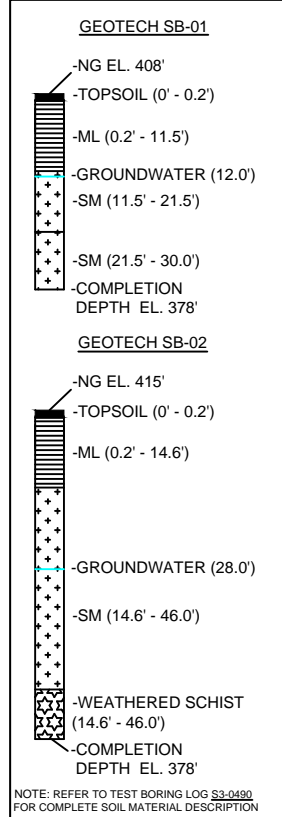 GEOTECH SB-01
-NG EL. 408'
-TOPSOIL (0' - 0.2')
-ML (0.2' - 11.5')
-GROUNDWATER (12.0')
-SM (11.5' - 21.5')
-SM (21.5' - 30.0')
-COMPLETION
DEPTH EL. 378'
GEOTECH SB-02
-NG EL. 415'
-TOPSOIL (0' - 0.2')
-ML (0.2' - 14.6')
-GROUNDWATER (28.0')
-SM (14.6' - 46.0')
-WEATHERED SCHIST
(14.6' - 46.0')
-COMPLETION
DEPTH EL. 378'
NOTE: REFER TO TEST BORING LOG S3-0490
FOR COMPLETE SOIL MATERIAL DESCRIPTION